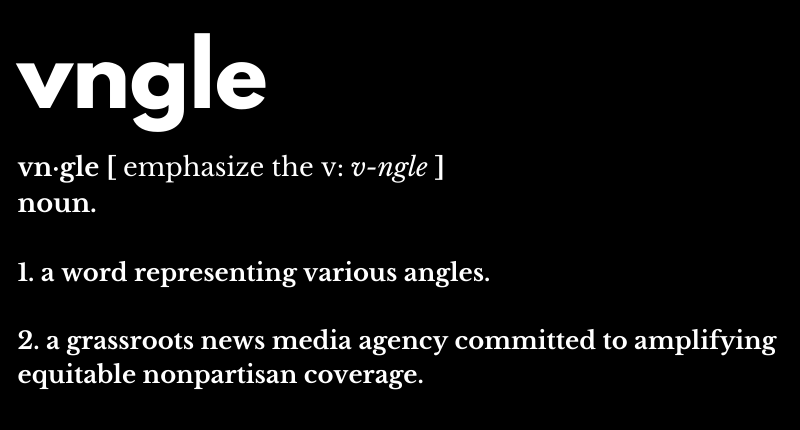 vngle
vn·gle [ emphasize the v: v-ngle ]
noun.
1. a word representing various angles.
2. a grassroots news media agency committed to amplifying
equitable nonpartisan coverage.